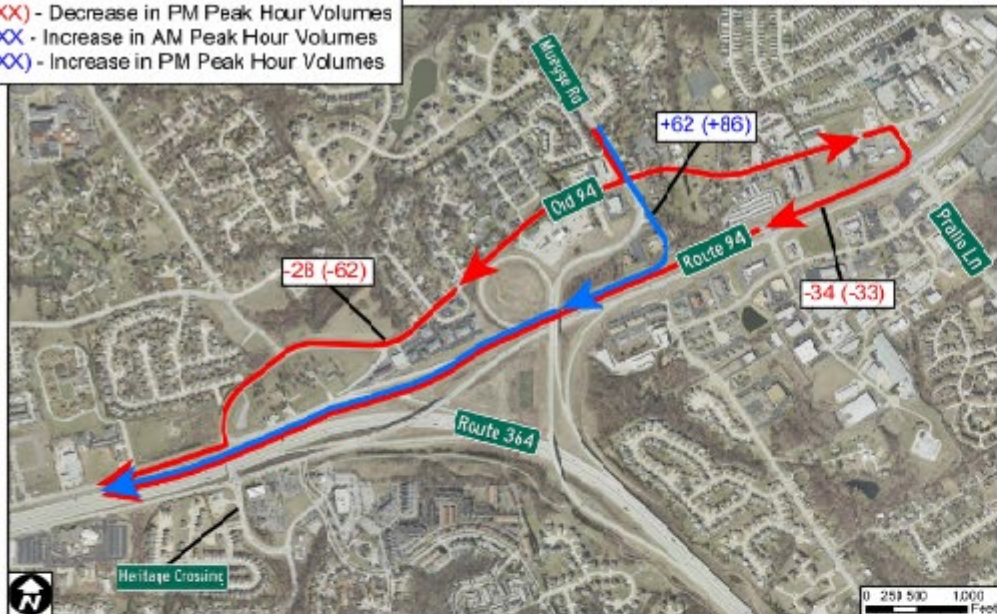 XX) - Decrease in PM Peak Hour Volumes
XX - Increase in AM Peak Hour Volumes
XX) - Increase in PM Peak Hour Volumes
Muegge Rd
+62 (+86)
Old 94
Route 94
Pralle Ln
-28 (-62)
-34 (-33)
Route 364
Heritage Crossing
N
0 250 500 1,000
Feet